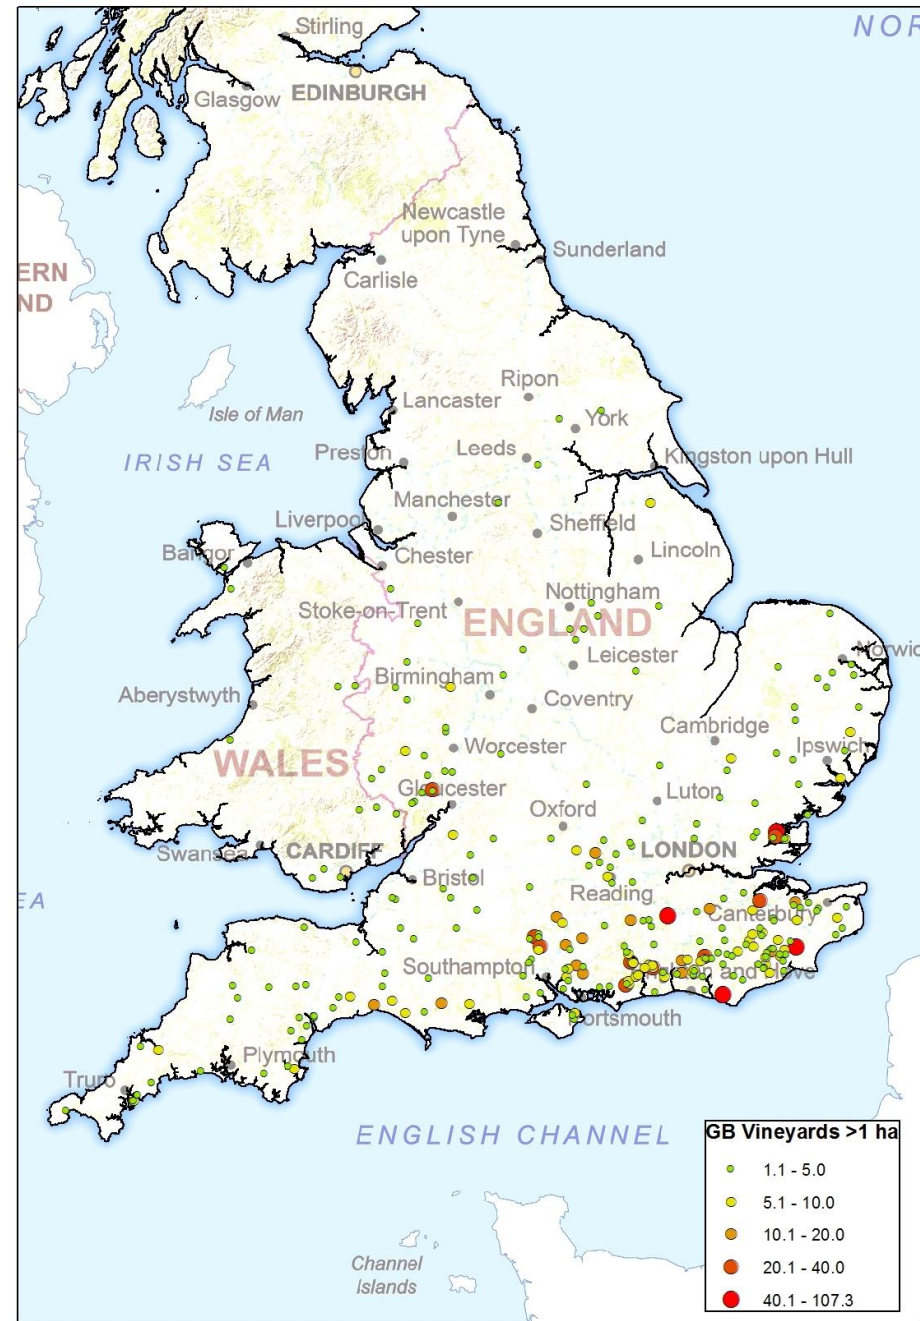 Stirling
NOR
Glasgow
EDINBURGH
Newcastle
upon Tyne
Sunderland
Carlisle
ERN
ND
Ripon
Lancaster
Isle of Man
York
IRISH SEA
Preston
Leeds
Kingston upon Hull
Manchester
Liverpool
Sheffield
Bangor
Chester
Lincoln
Stoke-on-Trent
Nottingham
ENGLAND
Leicester
Norwic
Birmingham
Aberystwyth
Coventry
Cambridge
WALES
Worcester
Ipswich
Gloucester
Oxford
Luton
Swansea
CARDIFF
LONDON
Bristol
Reading
EA
Canterbury
Southampton
and Hove
Portsmouth
Plymouth
Truro
ENGLISH CHANNEL
GB Vineyards >1 ha
1.1 - 5.0
5.1 - 10.0
10.1 - 20.0
20.1 - 40.0
40.1 - 107.3
Channel
Islands